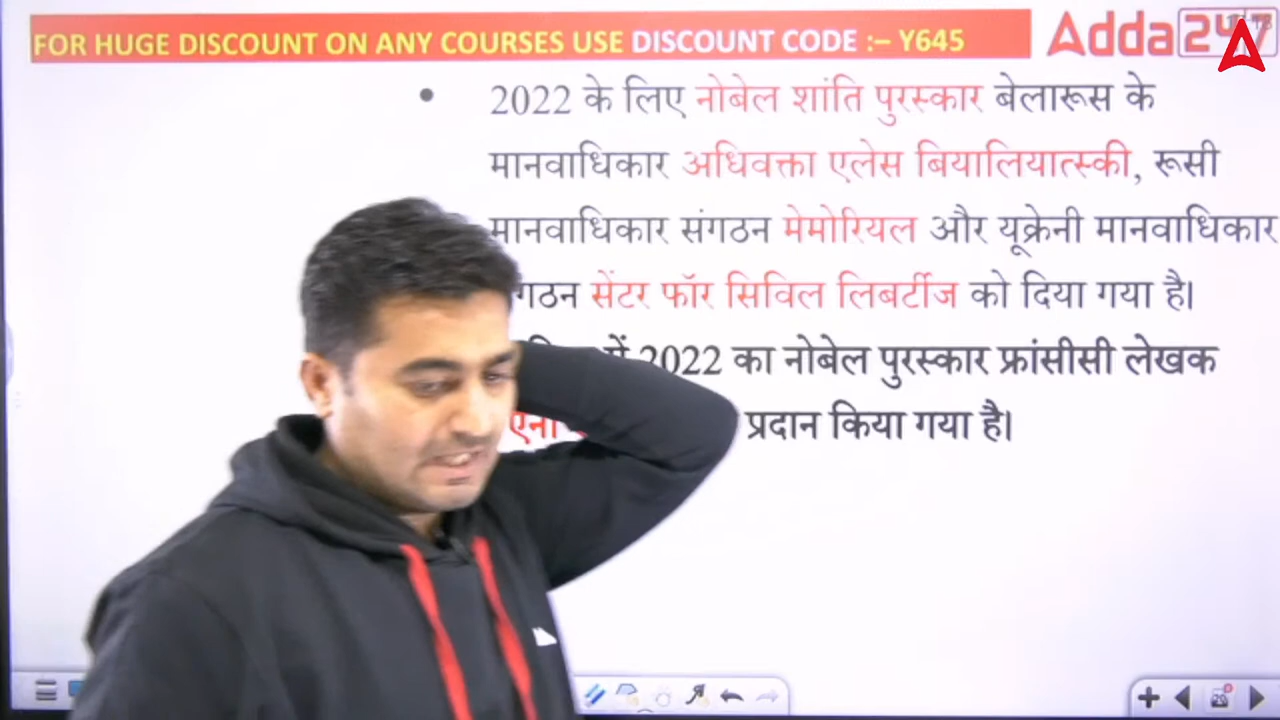 FOR HUGE DISCOUNT ON ANY COURSES USE DISCOUNT CODE :– Y645
Adda247
2022 के लिए नोबेल शांति पुरस्कार बेलारूस के
मानवाधिकार अधिवक्ता एलेस बियालियात्स्की, रूसी
मानवाधिकार संगठन मेमोरियल और यूक्रेनी मानवाधिकार
गठन सेंटर फॉर सिविल लिबर्टीज को दिया गया है।
में 2022 का नोबेल पुरस्कार फ्रांसीसी लेखक
प्रदान किया गया है।